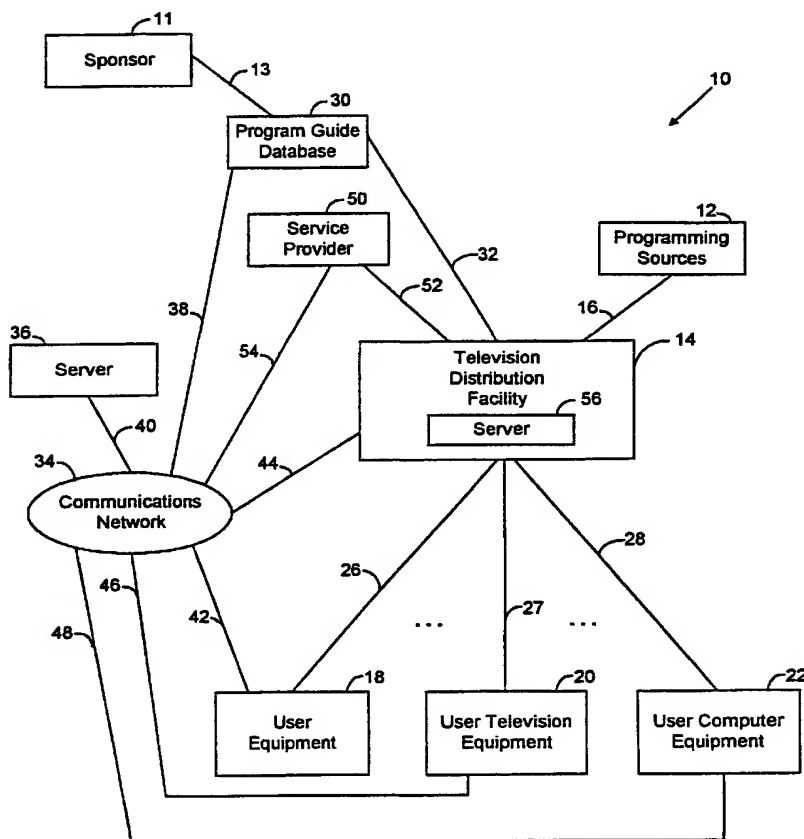 11
Sponsor
13
10
30
Program Guide
Database
50
Service
Provider
12
Programming
Sources
32
52
16
38
54
36
Server
14
Television
Distribution
Facility
56
Server
40
34
44
Communications
Network
26
28
46
42
27
... ...
48
18
User
Equipment
20
User Television
Equipment
22
User Computer
Equipment